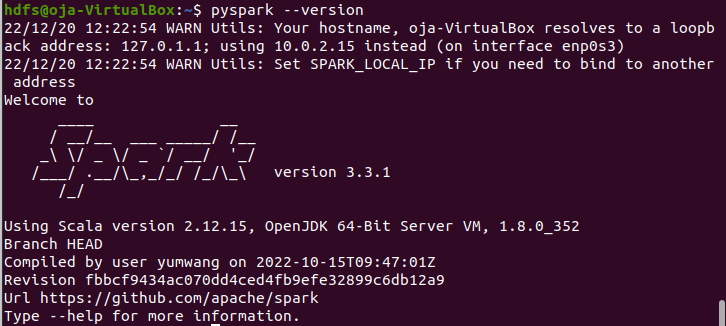 hdfs@oja-VirtualBox:~$ pyspark --version
22/12/20 12:22:54 WARN Utils: Your hostname, oja-VirtualBox resolves to a loopb
ack address: 127.0.1.1; using 10.0.2.15 instead (on interface enp0s3)
22/12/20 12:22:54 WARN Utils: Set SPARK_LOCAL_IP if you need to bind to another
 address
Welcome to
      ____              __
     / __/__  ___ _____/ /__
    _\ \/ _ \/ _ `/ __/  '_/
   /___/ .__/\_,_/_/ /_/\_\   version 3.3.1
      /_/
Using Scala version 2.12.15, OpenJDK 64-Bit Server VM, 1.8.0_352
Branch HEAD
Compiled by user yumwang on 2022-10-15T09:47:01Z
Revision fbbcf9434ac070dd4ced4fb9efe32899c6db12a9
Url https://github.com/apache/spark
Type --help for more information.